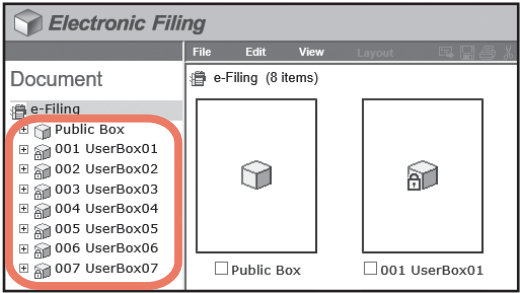 Electronic Filing
File Edit View Layout
Document
e-Filing
Public Box
001 UserBox01
002 UserBox02
003 UserBox03
004 UserBox04
005 UserBox05
006 UserBox06
007 UserBox07
e-Filing (8 items)
Public Box
001 UserBox01